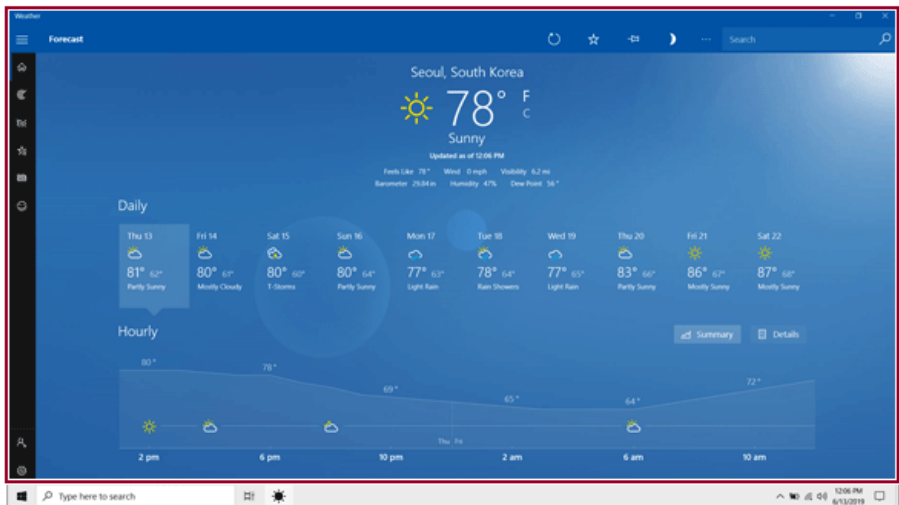 Weather
Forecast
Search
Seoul, South Korea
78° F
C
Sunny
Updated as of 12:06 PM
Feels Like 78° Wind 0 mph Visibility 6.2 mi
Barometer 29.84 in Humidity 47% Dew Point 56°
Daily
Thu 13 Fri 14 Sat 15 Sun 16 Mon 17 Tue 18 Wed 19 Thu 20 Fri 21 Sat 22
81° 62° 80° 61° 80° 60° 80° 64° 77° 63° 78° 64° 77° 65° 83° 66° 86° 67° 87° 68°
Partly Sunny Mostly Cloudy T-Storms Partly Sunny Light Rain Rain Showers Light Rain Partly Sunny Mostly Sunny Mostly Sunny
Hourly Summary Details
80° 78° 69° 65° 64° 72°
Thu Fri
2 pm 6 pm 10 pm 2 am 6 am 10 am
Type here to search
12:06 PM
6/13/2019